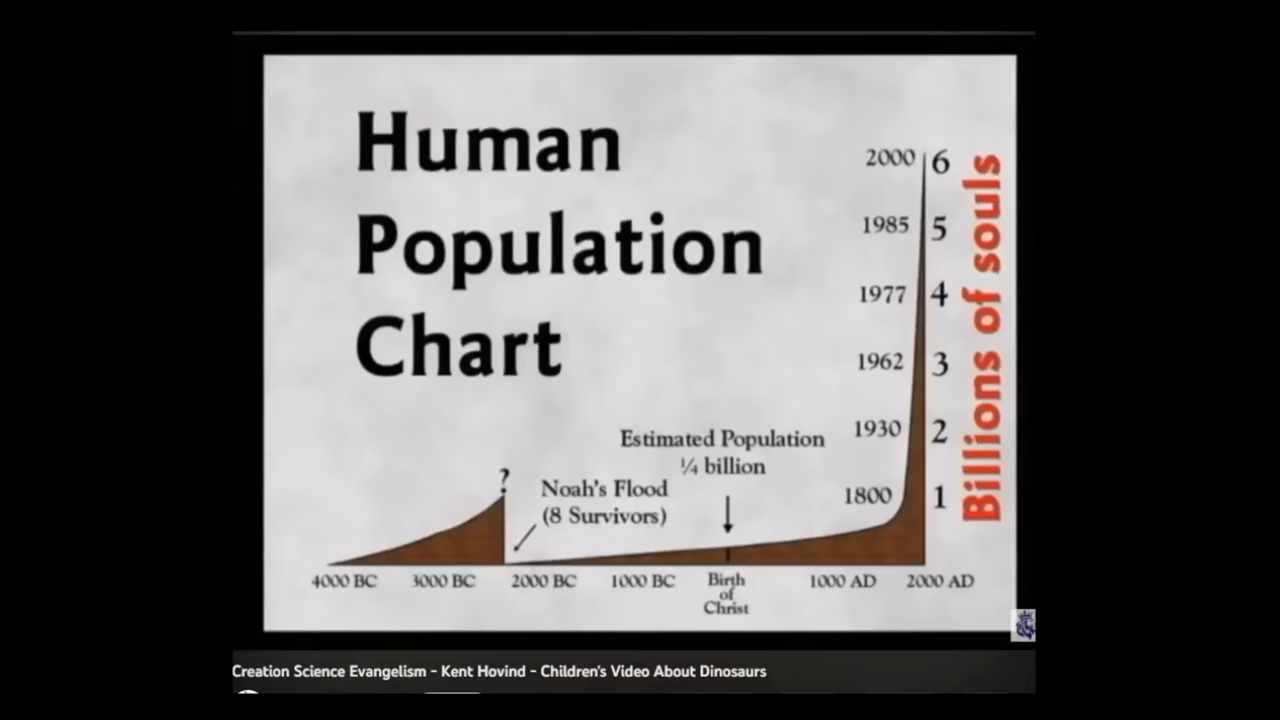 Human
Population
Chart
2000 6
1985 5
1977 4
1962 3
1930 2
1800 1
Billions of souls
Estimated Population
¼ billion
?
Noah's Flood
(8 Survivors)
4000 BC 3000 BC 2000 BC 1000 BC Birth of Christ 1000 AD 2000 AD
Creation Science Evangelism - Kent Hovind - Children's Video About Dinosaurs